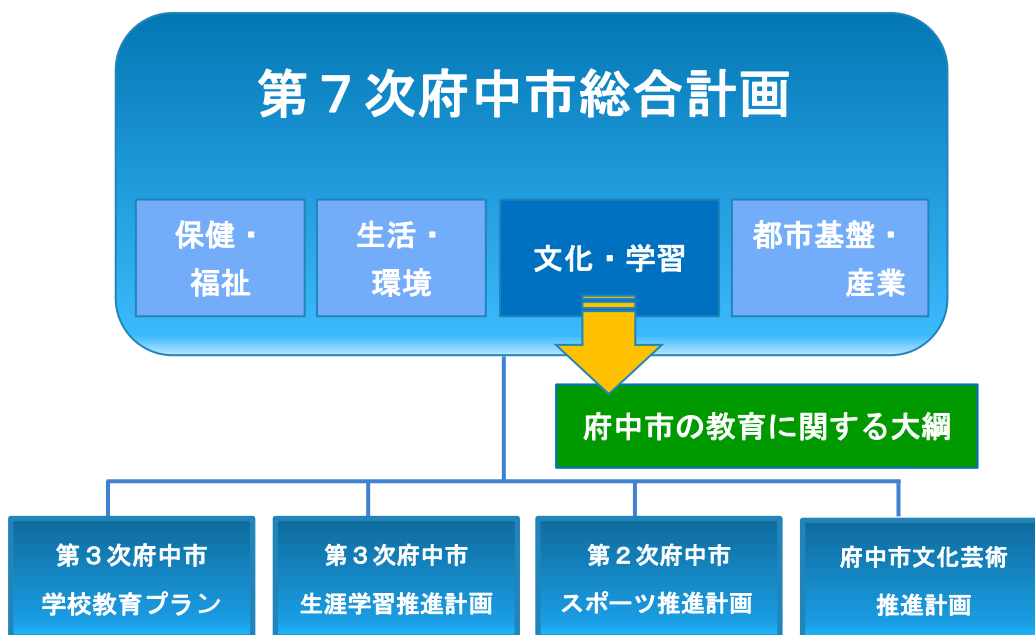 第７次府中市総合計画
保健・
福祉
生活・
環境
文化・学習
都市基盤・
産業
府中市の教育に関する大綱
第３次府中市
学校教育プラン
第３次府中市
生涯学習推進計画
第２次府中市
スポーツ推進計画
府中市文化芸術
推進計画